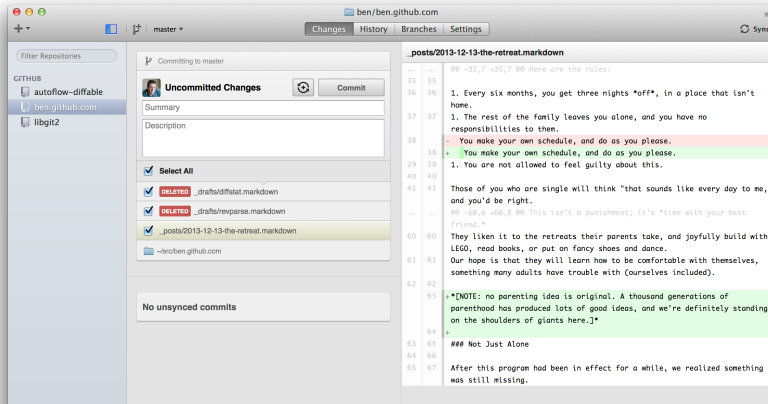 ben/ben.github.com
master
Changes
History
Branches
Settings
Sync
Filter Repositories
GITHUB
autoflow-diffable
ben.github.com
libgit2
Committing to master
Uncommitted Changes
Commit
Summary
Description
Select All
DELETED _drafts/diffstat.markdown
DELETED _drafts/revparse.markdown
_posts/2013-12-13-the-retreat.markdown
~/src/ben.github.com
No unsynced commits
_posts/2013-12-13-the-retreat.markdown
... ... @@ -35,7 +35,7 @@ Here are the rules:
35 35
36 36 1. Every six months, you get three nights *off*, in a place that isn't
home.
37 37 1. The rest of the family leaves you alone, and you have no
responsibilities to them.
38 - You make your own schedule, and do as you please.
38 + You make your own schedule, and do as you please.
39 39 1. You are not allowed to feel guilty about this.
40 40
41 41 Those of you who are single will think "that sounds like every day to me,
and you'd be right.
... ... @@ -60,6 +60,8 @@ This isn't a punishment; it's *time with your best
friend.*
60 60 They liken it to the retreats their parents take, and joyfully build with
LEGO, read books, or put on fancy shoes and dance.
61 61 Our hope is that they will learn how to be comfortable with themselves,
something many adults have trouble with (ourselves included).
62 62
63 +*[NOTE: no parenting idea is original. A thousand generations of
parenthood has produced lots of good ideas, and we're definitely standing
on the shoulders of giants here.]*
64 +
63 65 ### Not Just Alone
64 66
65 67 After this program had been in effect for a while, we realized something
was still missing.